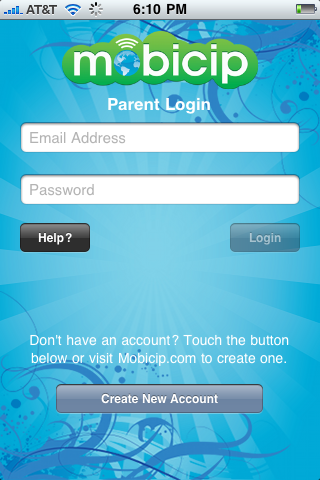 AT&T 6:10 PM
mobicip
Parent Login
Email Address
Password
Help? Login
Don't have an account? Touch the button
below or visit Mobicip.com to create one.
Create New Account